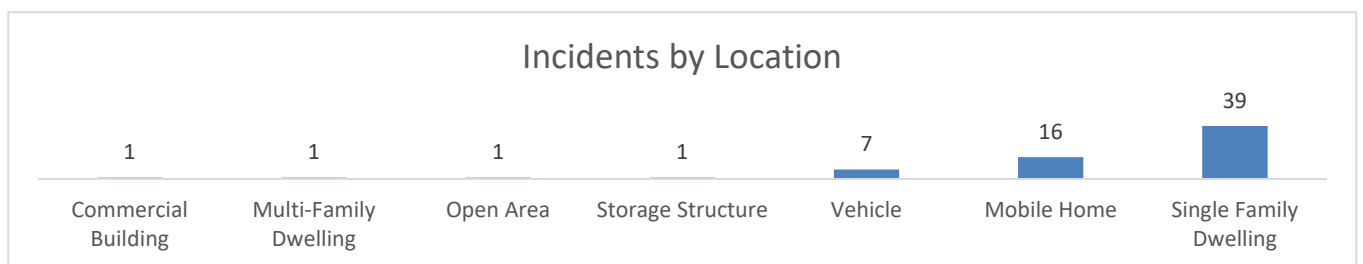 Incidents by Location
39
16
7
1 1 1 1
Commercial Multi-Family Open Area Storage Structure Vehicle Mobile Home Single Family
Building Dwelling Dwelling